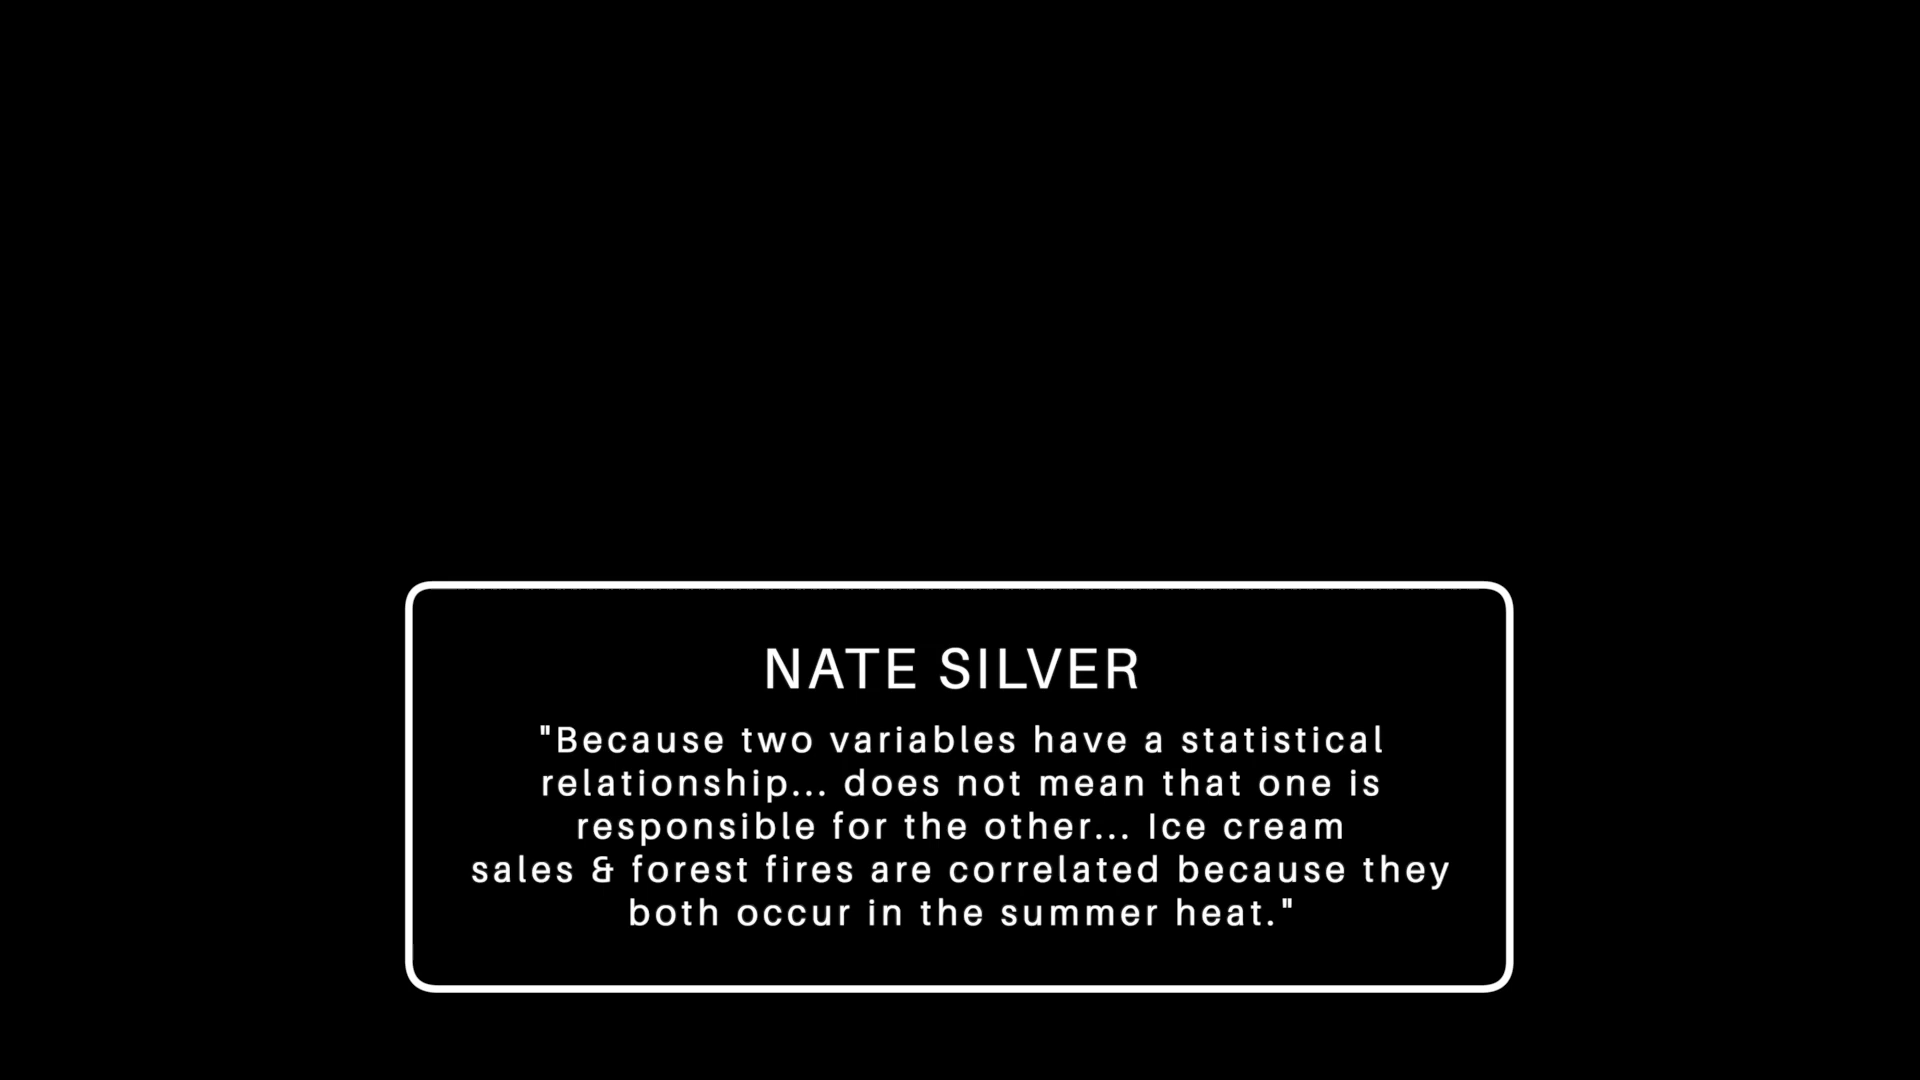 NATE SILVER
"Because two variables have a statistical
relationship... does not mean that one is
responsible for the other... Ice cream
sales & forest fires are correlated because they
both occur in the summer heat."